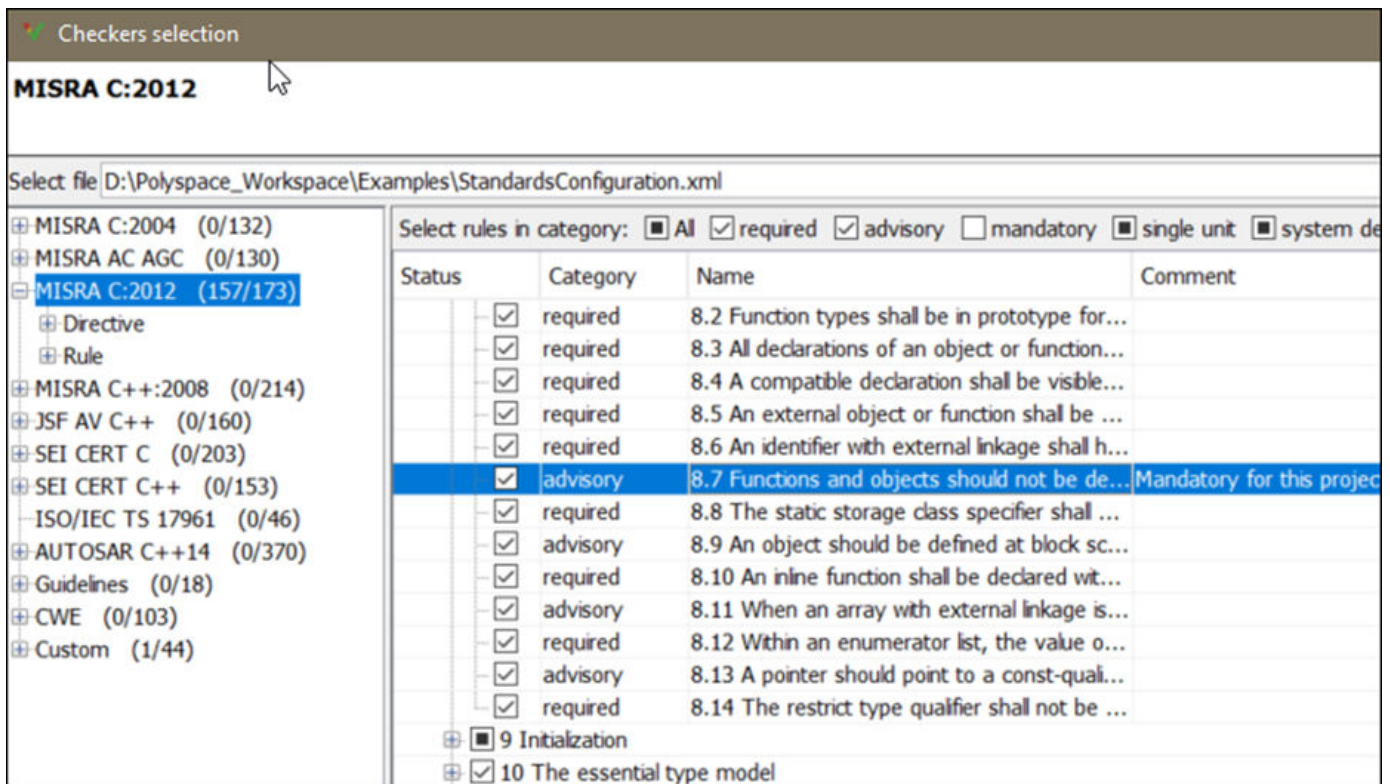 Checkers selection
MISRA C:2012
Select file D:\Polyspace_Workspace\Examples\StandardsConfiguration.xml
MISRA C:2004 (0/132)
MISRA AC AGC (0/130)
MISRA C:2012 (157/173)
Directive
Rule
MISRA C++:2008 (0/214)
JSF AV C++ (0/160)
SEI CERT C (0/203)
SEI CERT C++ (0/153)
ISO/IEC TS 17961 (0/46)
AUTOSAR C++14 (0/370)
Guidelines (0/18)
CWE (0/103)
Custom (1/44)
Select rules in category: All required advisory mandatory single unit system de
Status Category Name Comment
required 8.2 Function types shall be in prototype for...
required 8.3 All declarations of an object or function...
required 8.4 A compatible declaration shall be visible...
required 8.5 An external object or function shall be ...
required 8.6 An identifier with external linkage shall h...
advisory 8.7 Functions and objects should not be de... Mandatory for this projec
required 8.8 The static storage class specifier shall ...
advisory 8.9 An object should be defined at block sc...
required 8.10 An inline function shall be declared wit...
advisory 8.11 When an array with external linkage is...
required 8.12 Within an enumerator list, the value o...
advisory 8.13 A pointer should point to a const-quali...
required 8.14 The restrict type qualifier shall not be ...
9 Initialization
10 The essential type model